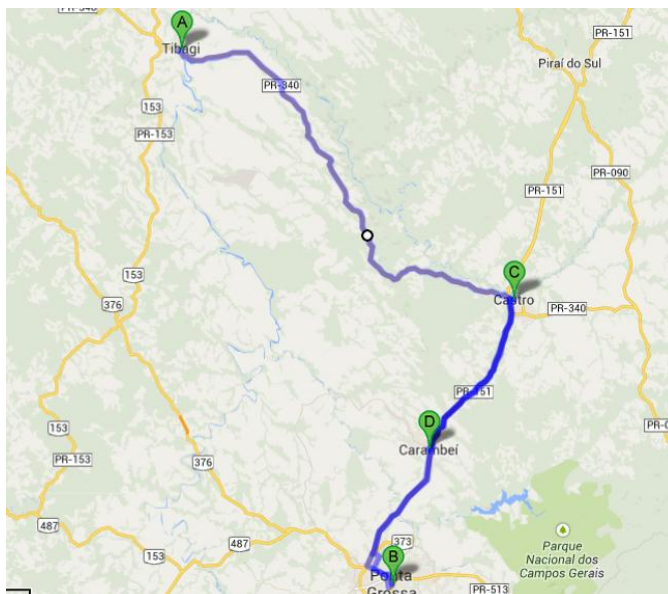 PR-340
A
Tibagi
PR-151
Piraí do Sul
PR-340
153
PR-153
PR-090
PR-151
153
C
Castro
376
PR-340
PR-151
D
Carambeí
153
376
PR-153
487
487
373
153
B
Ponta
Grossa
PR-513
Parque
Nacional dos
Campos Gerais